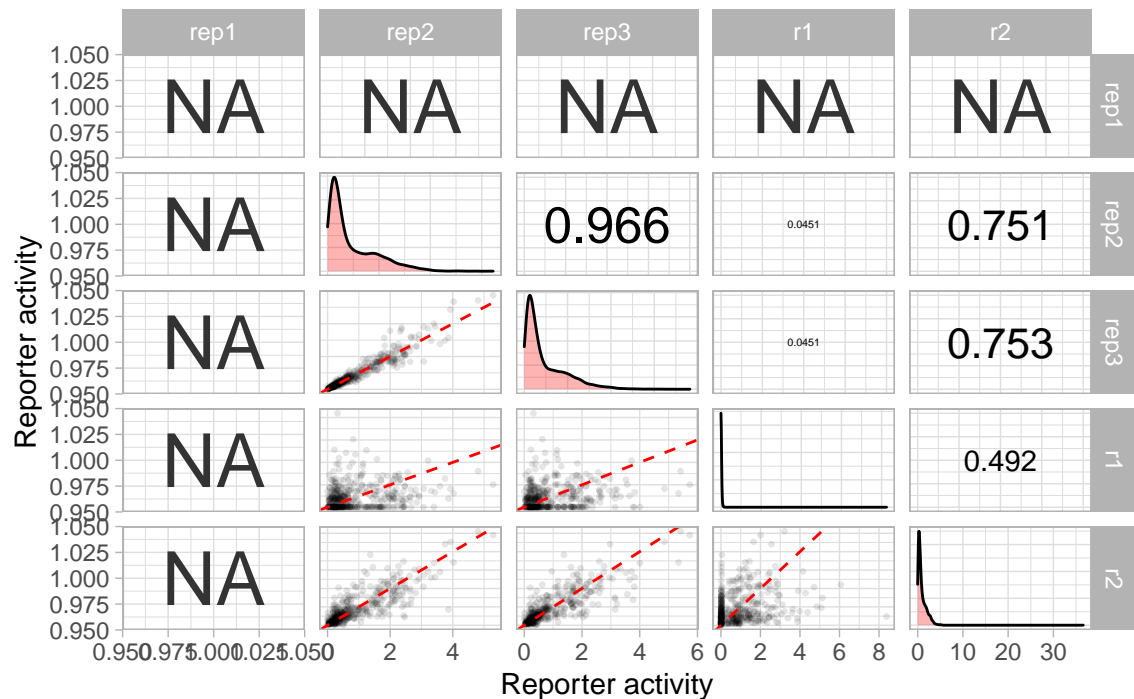 rep1 rep2 rep3 r1 r2
1.050
1.025
1.000
0.975
0.950
NA NA NA NA NA
rep1
1.050
1.025
1.000
0.975
0.950
NA 0.966 0.0451 0.751
rep2
1.050
1.025
1.000
0.975
0.950
NA 0.0451 0.753
rep3
1.050
1.025
1.000
0.975
0.950
NA 0.492
r1
1.050
1.025
1.000
0.975
0.950
NA
r2
Reporter activity
0.950 0.975 1.000 1.025 1.050 0 2 4 0 2 4 6 0 2 4 6 8 0 10 20 30
Reporter activity